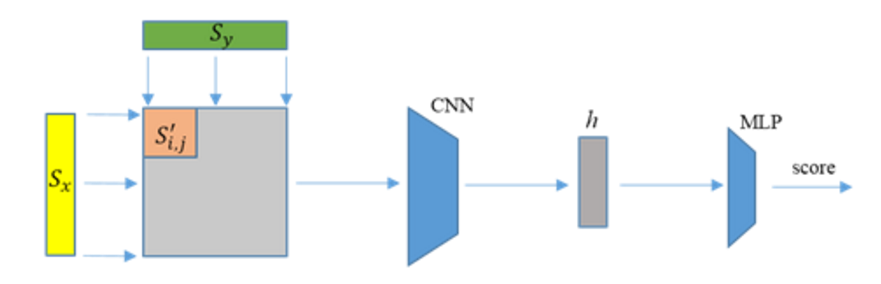 S_y
CNN
h
MLP
S'_{i,j}
score
S_x